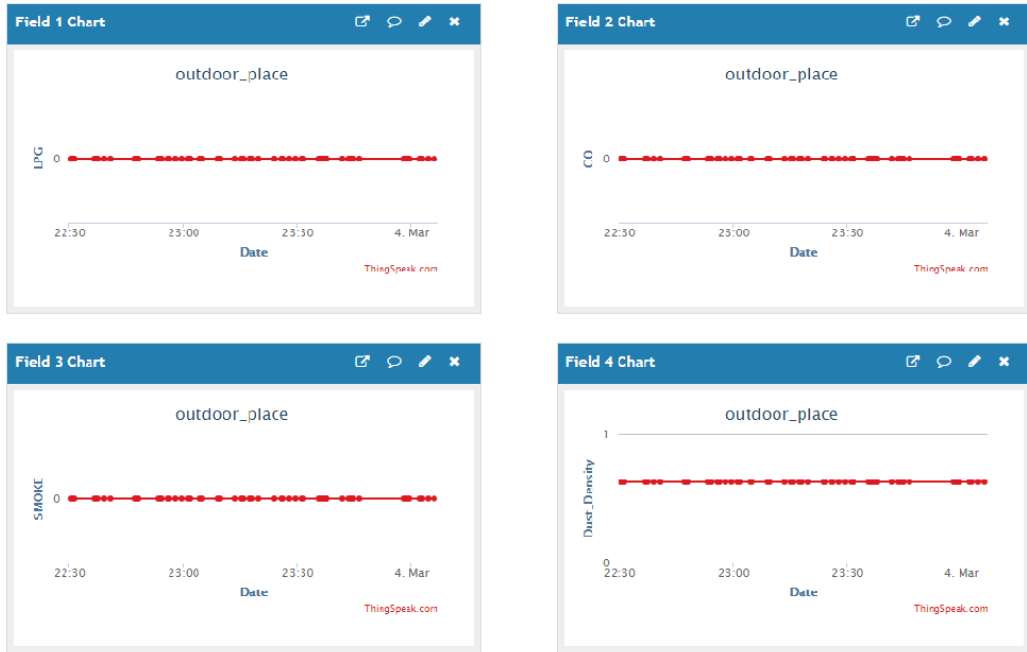 Field 1 Chart
outdoor_place
LPG
0
22:30 23:00 23:30 4. Mar
Date
ThingSpeak.com
Field 2 Chart
outdoor_place
CO
0
22:30 23:00 23:30 4. Mar
Date
ThingSpeak.com
Field 3 Chart
outdoor_place
SMOKE
0
22:30 23:00 23:30 4. Mar
Date
ThingSpeak.com
Field 4 Chart
outdoor_place
1
Dust_Density
0
22:30 23:00 23:30 4. Mar
Date
ThingSpeak.com